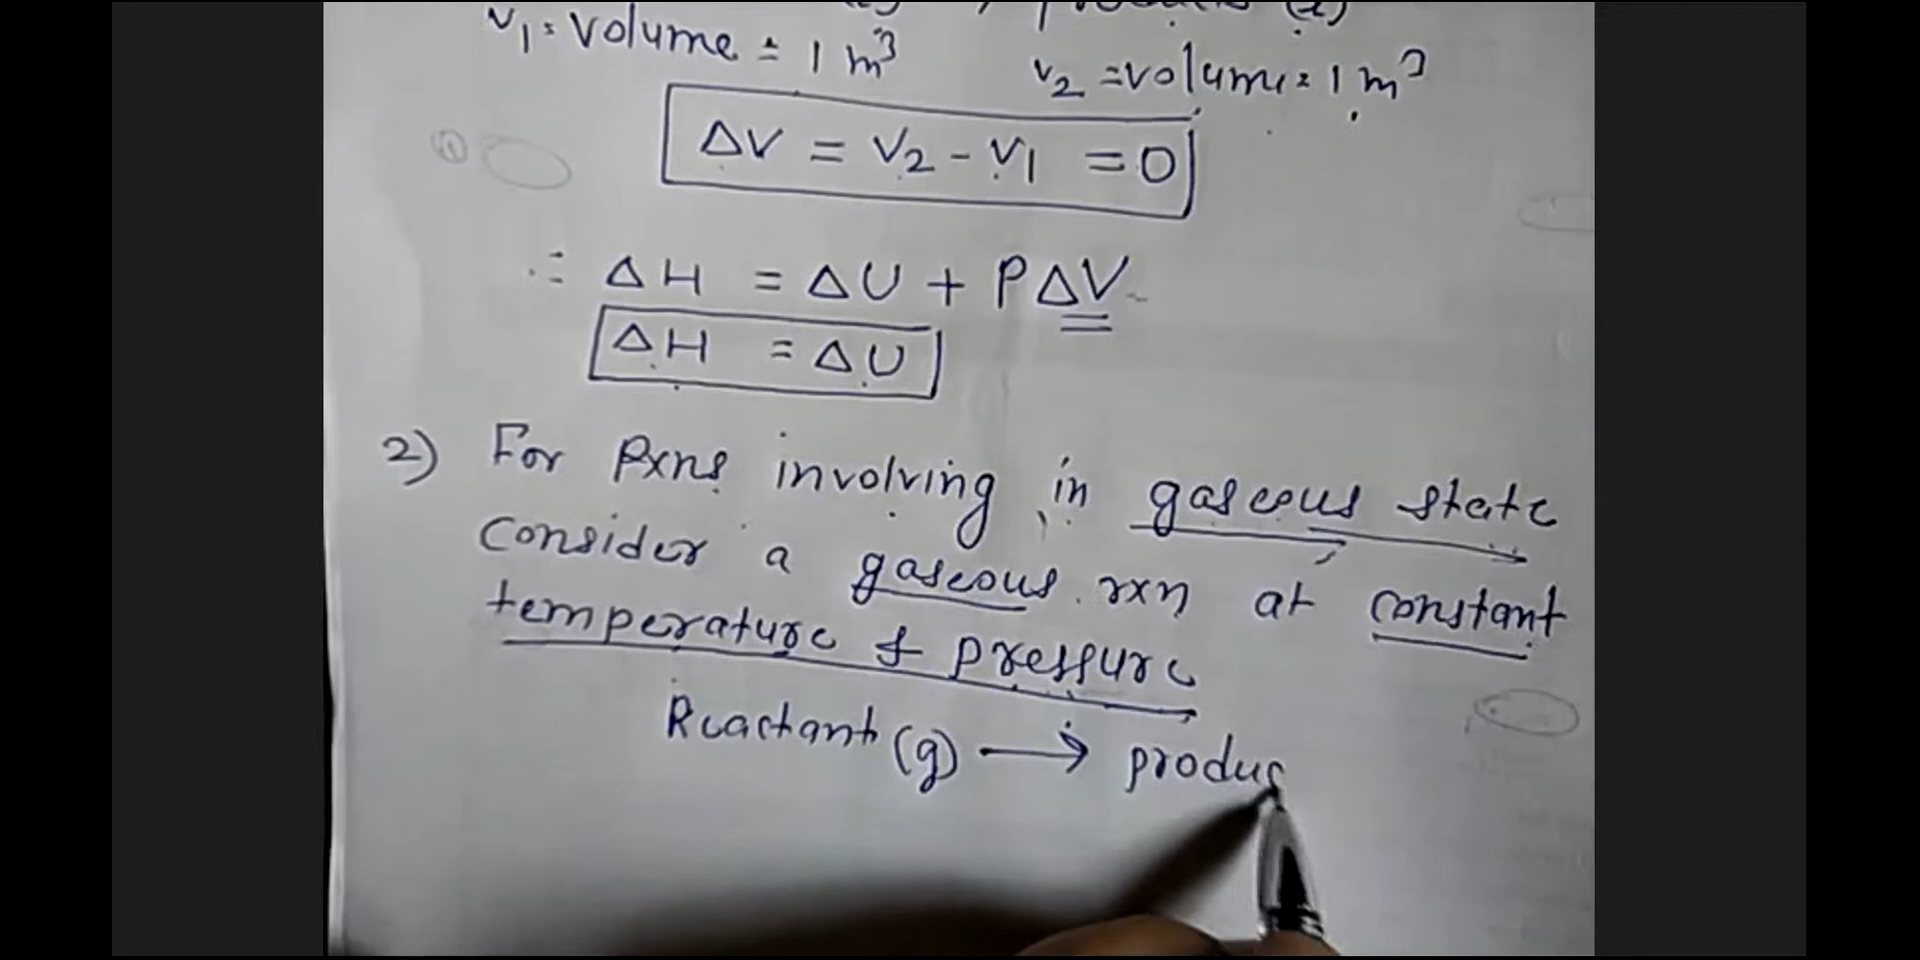 V1 = volume = 1 m³
V2 = volume = 1 m³
ΔV = V2 - V1 = 0
∴ ΔH = ΔU + PΔV
ΔH = ΔU
2) For Rxns involving in gaseous state
Consider a gaseous rxn at constant
temperature & pressure
Reactant (g) → produc